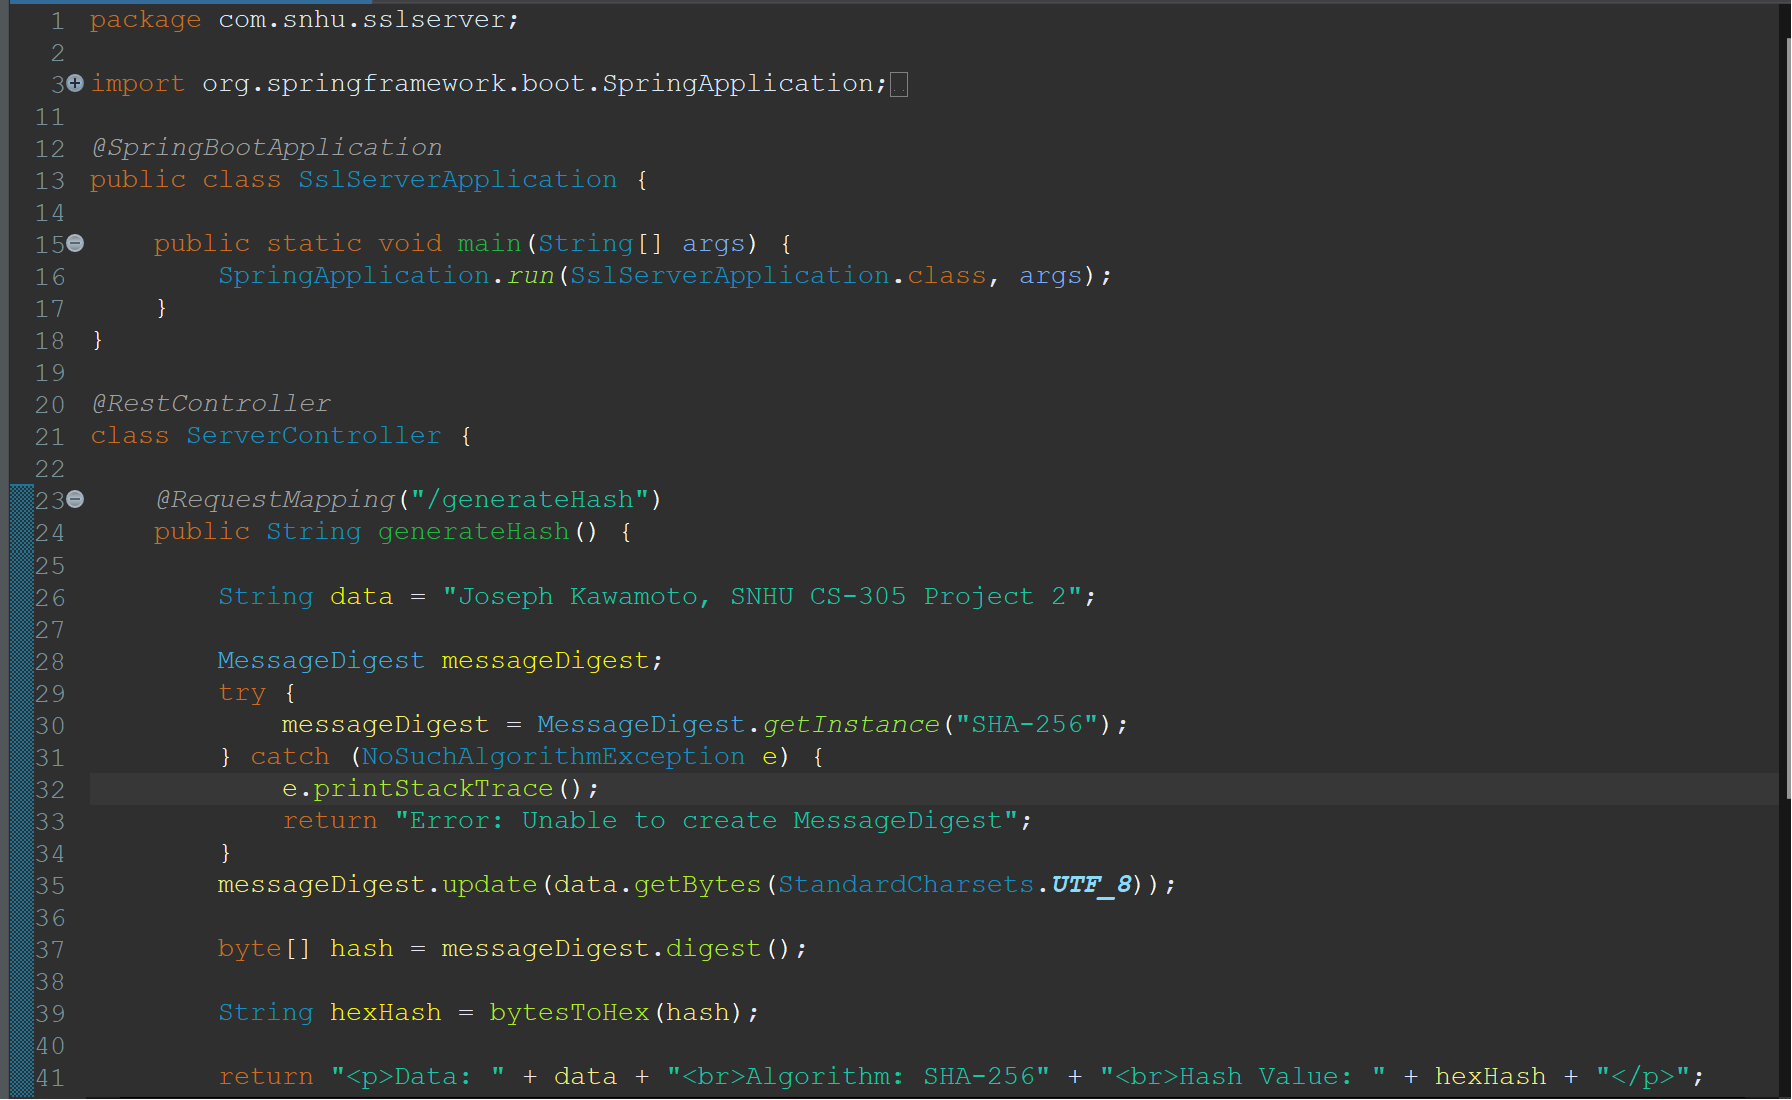 1 package com.snhu.sslserver;
2
3 import org.springframework.boot.SpringApplication;
11
12 @SpringBootApplication
13 public class SslServerApplication {
14
15     public static void main(String[] args) {
16         SpringApplication.run(SslServerApplication.class, args);
17     }
18 }
19
20 @RestController
21 class ServerController {
22
23     @RequestMapping("/generateHash")
24     public String generateHash() {
25
26         String data = "Joseph Kawamoto, SNHU CS-305 Project 2";
27
28         MessageDigest messageDigest;
29         try {
30             messageDigest = MessageDigest.getInstance("SHA-256");
31         } catch (NoSuchAlgorithmException e) {
32             e.printStackTrace();
33             return "Error: Unable to create MessageDigest";
34         }
35         messageDigest.update(data.getBytes(StandardCharsets.UTF_8));
36
37         byte[] hash = messageDigest.digest();
38
39         String hexHash = bytesToHex(hash);
40
41         return "<p>Data: " + data + "<br>Algorithm: SHA-256" + "<br>Hash Value: " + hexHash + "</p>";